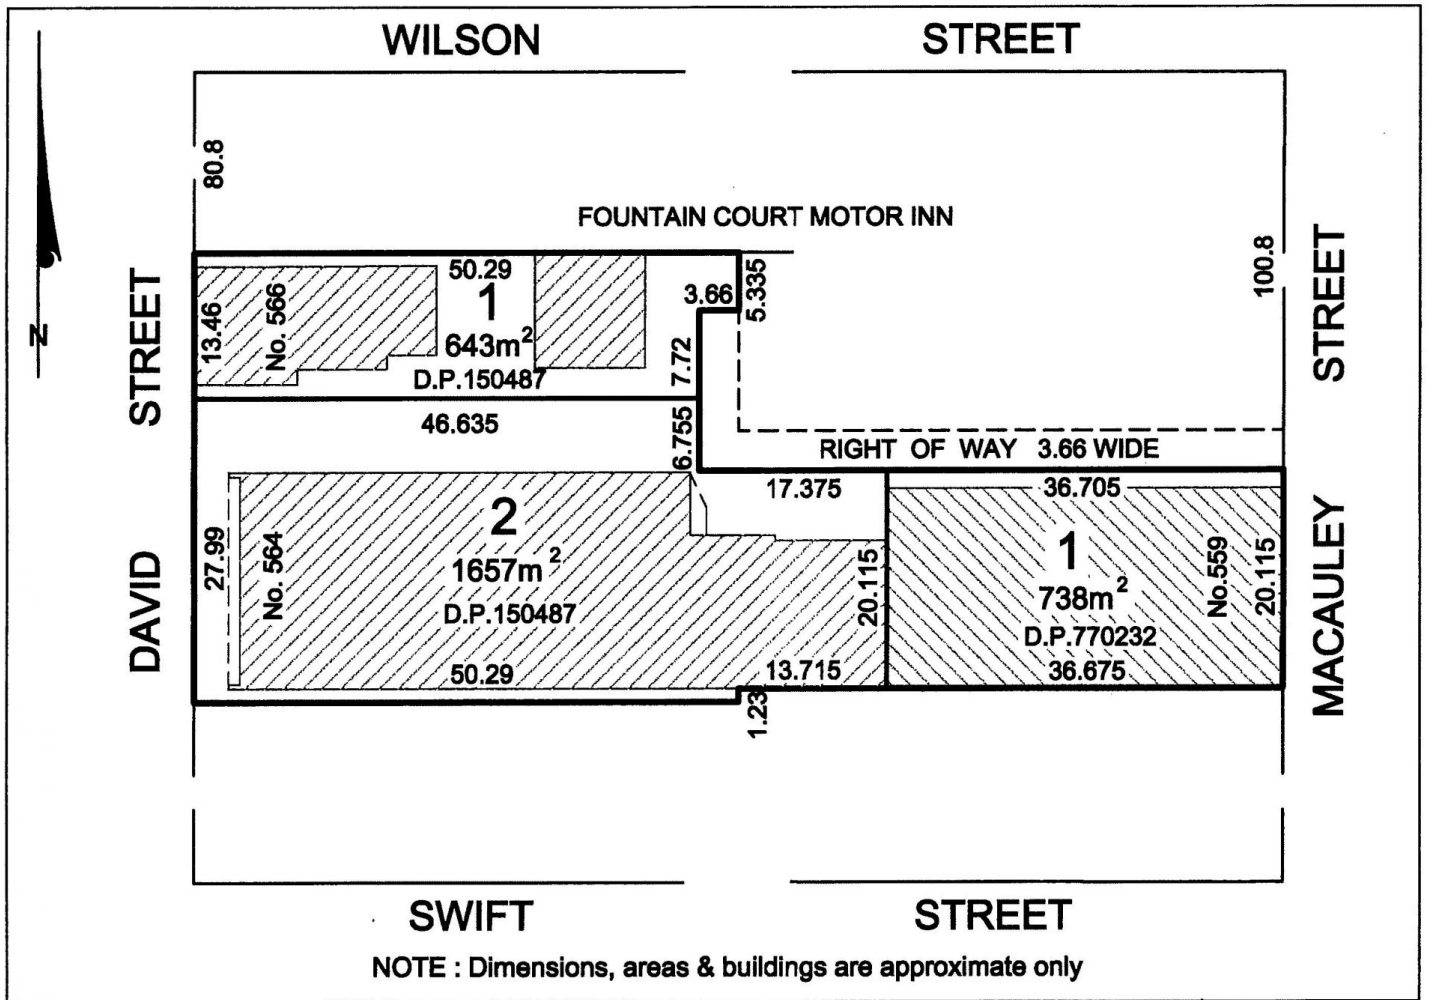 WILSON STREET
80.8
FOUNTAIN COURT MOTOR INN
100.8
STREET
STREET
N
50.29
3.66
5.335
13.46
No. 566
1
643m²
7.72
D.P.150487
46.635
6.755
RIGHT OF WAY 3.66 WIDE
17.375
36.705
DAVID
27.99
No. 564
2
1657m²
D.P.150487
20.115
1
738m²
D.P.770232
No.559
20.115
MACAULEY
50.29
13.715
36.675
1.23
SWIFT STREET
NOTE : Dimensions, areas & buildings are approximate only